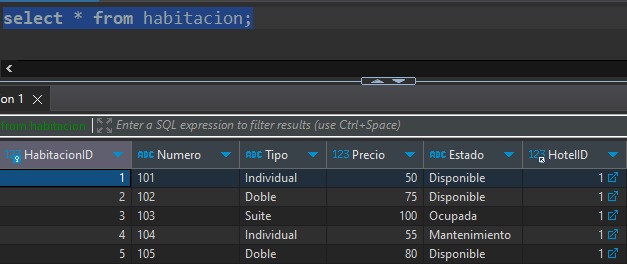 select * from habitacion;
on 1
from habitacion Enter a SQL expression to filter results (use Ctrl+Space)
123 HabitacionID ABC Numero ABC Tipo 123 Precio ABC Estado 123 HotelID
1 101 Individual 50 Disponible 1
2 102 Doble 75 Disponible 1
3 103 Suite 100 Ocupada 1
4 104 Individual 55 Mantenimiento 1
5 105 Doble 80 Disponible 1